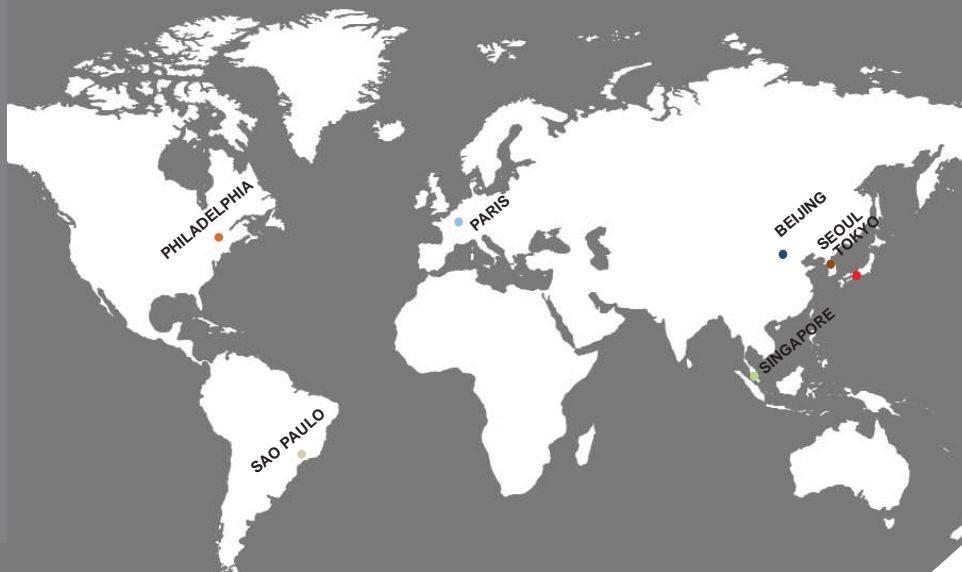 PHILADELPHIA
PARIS
BEIJING
SEOUL
TOKYO
SINGAPORE
SAO PAULO